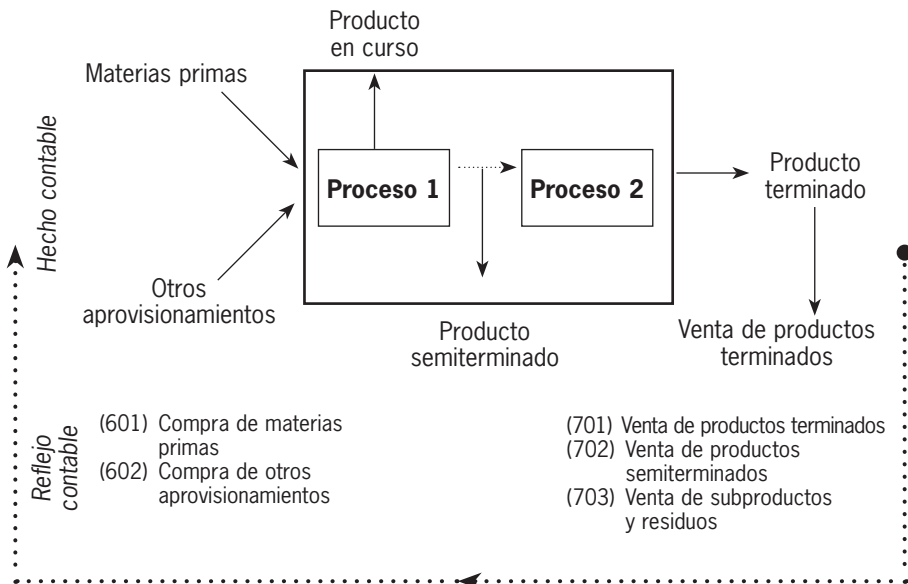 Producto
en curso
Materias primas
Hecho contable
Proceso 1
Proceso 2
Producto
terminado
Otros
aprovisionamientos
Producto
semiterminado
Venta de productos
terminados
Reflejo
contable
(601) Compra de materias
primas
(602) Compra de otros
aprovisionamientos
(701) Venta de productos terminados
(702) Venta de productos
semiterminados
(703) Venta de subproductos
y residuos